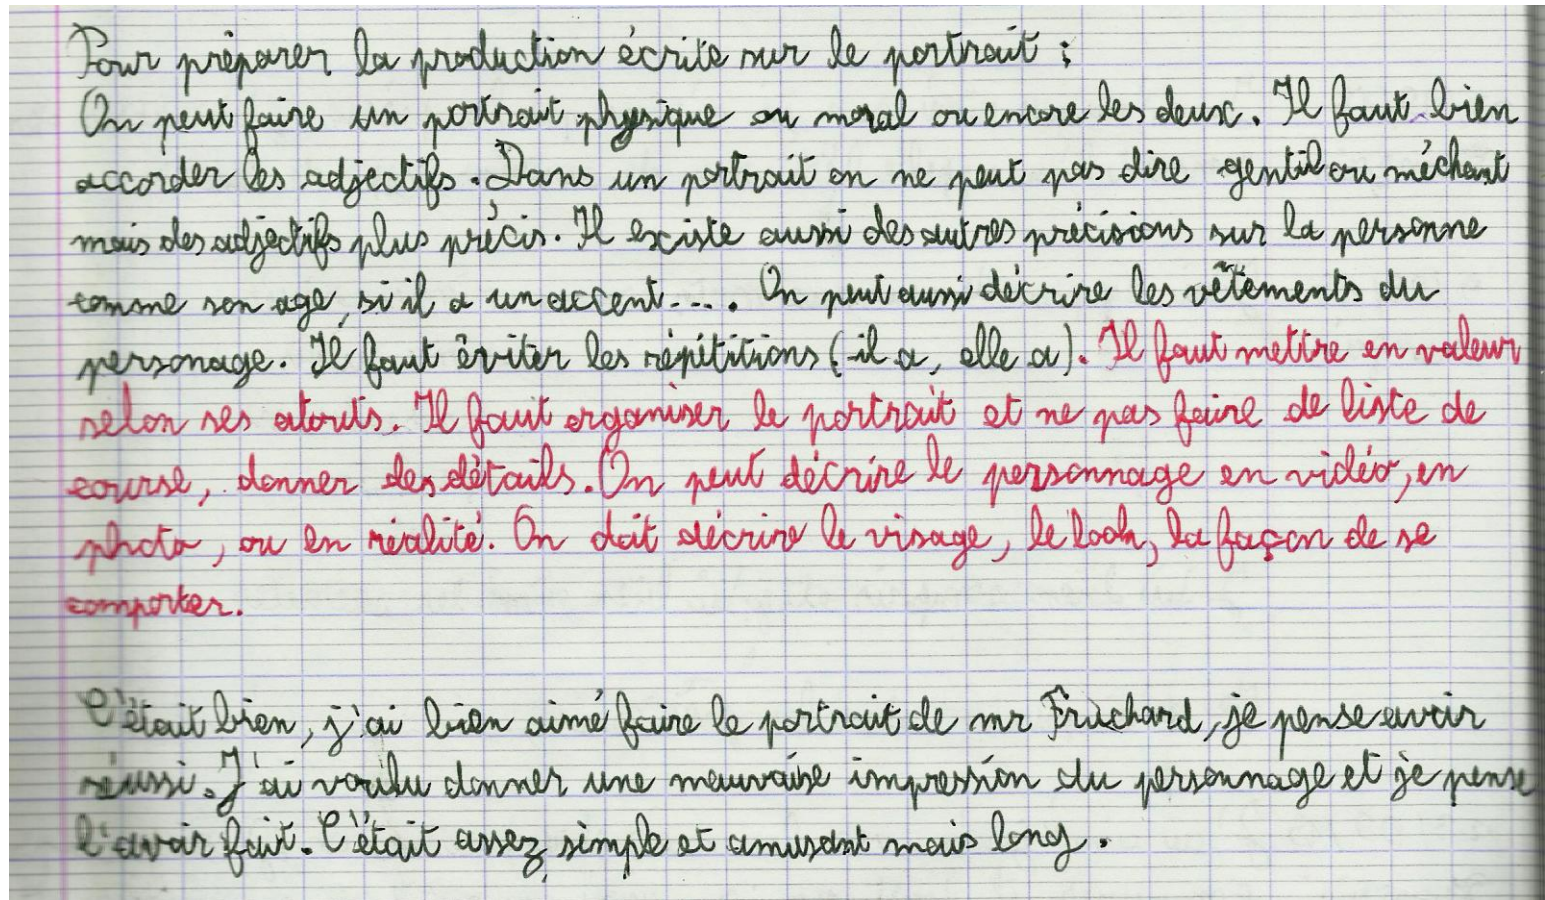 Pour préparer la production écrite sur le portrait :
On peut faire un portrait physique ou moral ou encore les deux. Il faut bien
accorder les adjectifs. Dans un portrait on ne peut pas dire gentil ou méchant
mais des adjectifs plus précis. Il existe aussi des autres précisions sur la personne
comme son age, si il a un accent.... On peut aussi décrire les vêtements du
personage. Il faut éviter les répétitions (il a, elle a). Il faut mettre en valeur
selon ses atouts. Il faut organiser le portrait et ne pas faire de liste de
course, donner des détails. On peut décrire le personnage en vidéo, en
photo, ou en réalité. On doit décrire le visage, le look, la façon de se
comporter.
C'était bien, j'ai bien aimé faire le portrait de mr Fruchard, je pense avoir
réussi. J'ai voulu donner une mauvaise impression du personnage et je pense
l'avoir fait. C'était assez simple et amusant mais long.